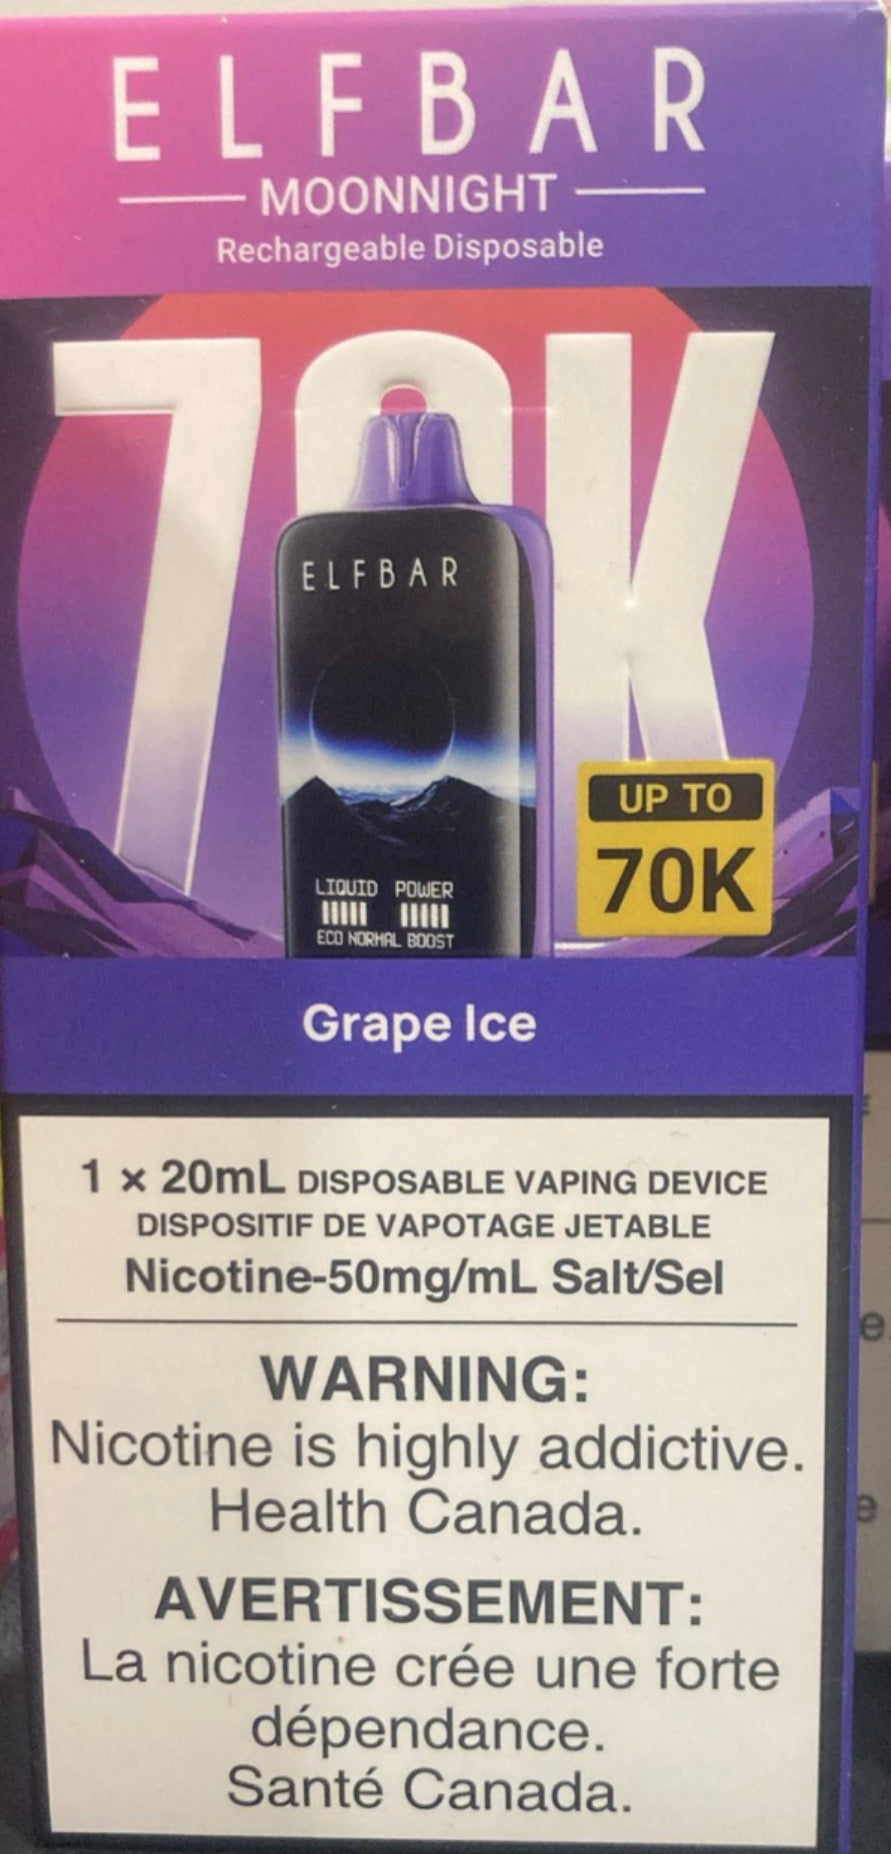 ELFBAR
MOONNIGHT
Rechargeable Disposable
70K
ELFBAR
LIQUID POWER
ECO NORMAL BOOST
UP TO
70K
Grape Ice
1 × 20mL DISPOSABLE VAPING DEVICE
DISPOSITIF DE VAPOTAGE JETABLE
Nicotine-50mg/mL Salt/Sel
WARNING:
Nicotine is highly addictive.
Health Canada.
AVERTISSEMENT:
La nicotine crée une forte
dépendance.
Santé Canada.